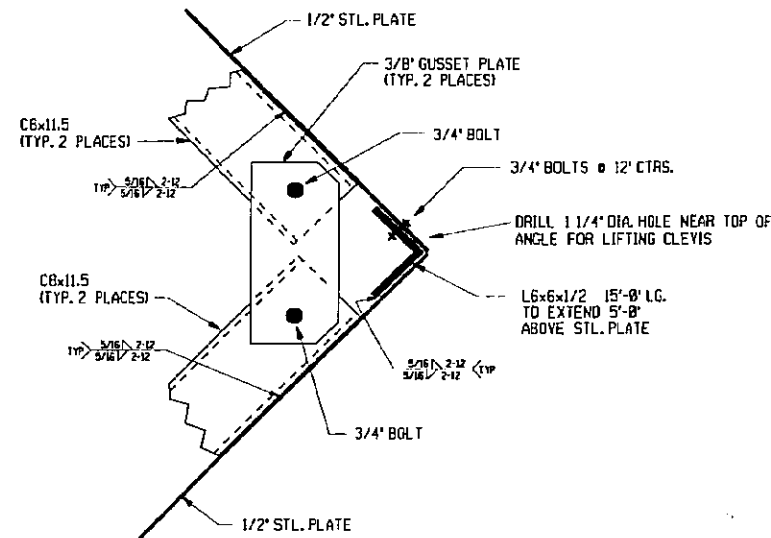 1/2" STL. PLATE
3/8" GUSSET PLATE
(TYP. 2 PLACES)
C6x11.5
(TYP. 2 PLACES)
3/4" BOLT
TYP 5/16 2-12
5/16 2-12
3/4" BOLTS @ 12" CTRS.
DRILL 1 1/4" DIA. HOLE NEAR TOP OF
ANGLE FOR LIFTING CLEVIS
C8x11.5
(TYP. 2 PLACES)
L6x6x1/2 15'-0" LG.
TO EXTEND 5'-0"
ABOVE STL. PLATE
TYP 5/16 2-12
5/16 2-12
5/16 2-12 TYP
5/16 2-12
3/4" BOLT
1/2" STL. PLATE